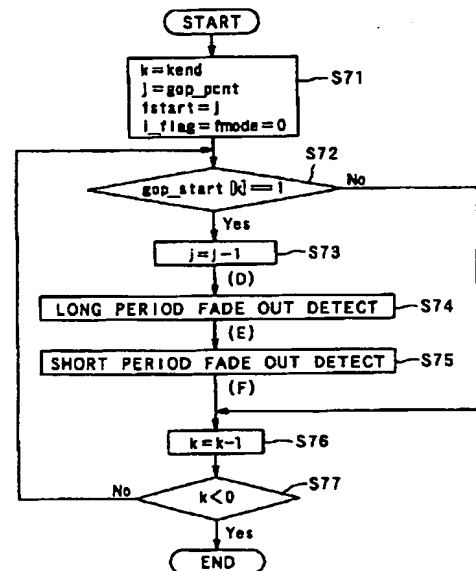 START
k=kend
j=gop_pcnt
fstart=j
i_flag=fmode=0
S71
S72
gop_start [k]==1
No
Yes
j=j-1
S73
(D)
LONG PERIOD FADE OUT DETECT
S74
(E)
SHORT PERIOD FADE OUT DETECT
S75
(F)
k=k-1
S76
S77
No
k<0
Yes
END